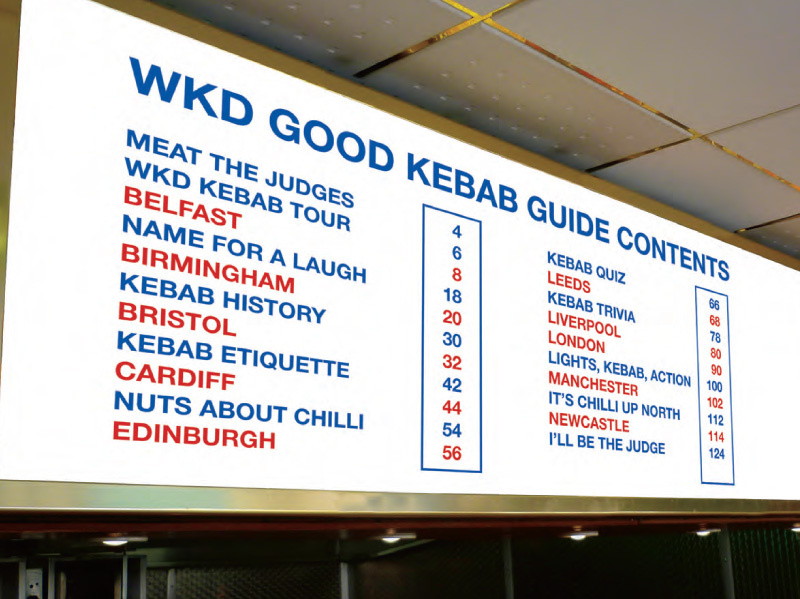 WKD GOOD KEBAB GUIDE CONTENTS
MEAT THE JUDGES 4
WKD KEBAB TOUR 6
BELFAST 8
NAME FOR A LAUGH 18
BIRMINGHAM 20
KEBAB HISTORY 30
BRISTOL 32
KEBAB ETIQUETTE 42
CARDIFF 44
NUTS ABOUT CHILLI 54
EDINBURGH 56
KEBAB QUIZ 66
LEEDS 68
KEBAB TRIVIA 78
LIVERPOOL 80
LONDON 90
LIGHTS, KEBAB, ACTION 100
MANCHESTER 102
IT'S CHILLI UP NORTH 112
NEWCASTLE 114
I'LL BE THE JUDGE 124